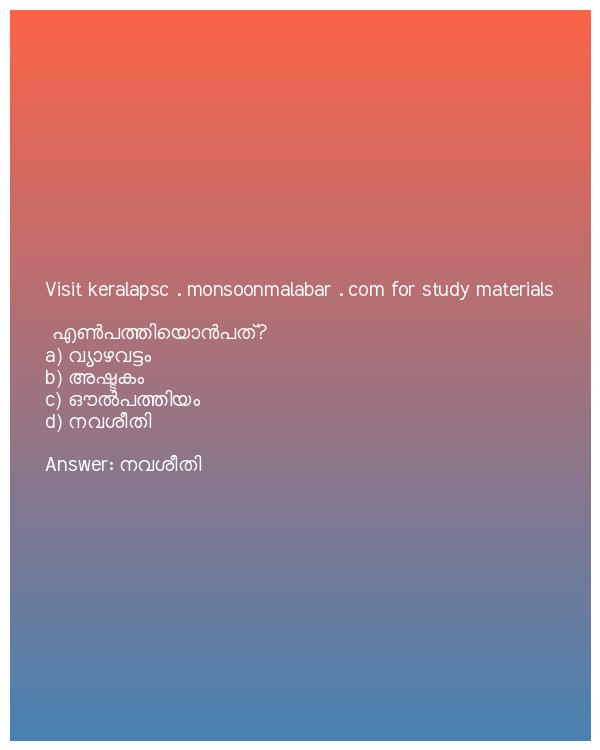 Visit keralapsc . monsoonmalabar . com for study materials
എൺപത്തിയൊൻപത്?
a) വ്യാഴവട്ടം
b) അഷ്ടകം
c) ഔൽപത്തിയം
d) നവശീതി
Answer: നവശീതി